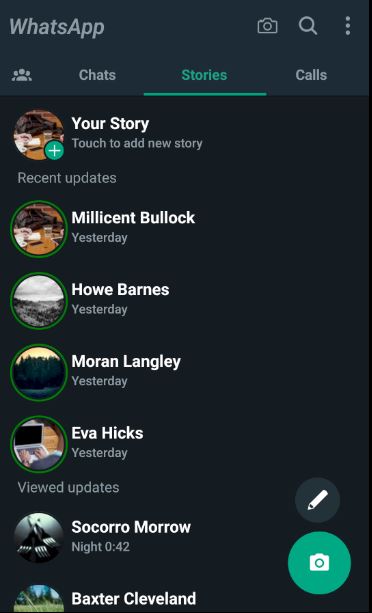 WhatsApp
Chats Stories Calls
Your Story
Touch to add new story
Recent updates
Millicent Bullock
Yesterday
Howe Barnes
Yesterday
Moran Langley
Yesterday
Eva Hicks
Yesterday
Viewed updates
Socorro Morrow
Night 0:42
Baxter Cleveland